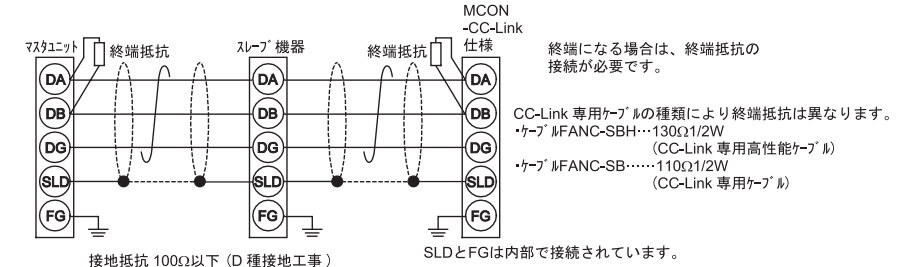 MCON
-CC-Link
仕様
ﾏｽﾀﾕﾆｯﾄ
終端抵抗
ｽﾚｰﾌﾞ機器
終端抵抗
DA
DB
DG
SLD
FG
DA
DB
DG
SLD
FG
DA
DB
DG
SLD
FG
終端になる場合は、終端抵抗の
接続が必要です。
CC-Link 専用ｹｰﾌﾞﾙの種類により終端抵抗は異なります。
・ｹｰﾌﾞﾙFANC-SBH…130Ω1/2W
(CC-Link 専用高性能ｹｰﾌﾞﾙ)
・ｹｰﾌﾞﾙFANC-SB……110Ω1/2W
(CC-Link 専用ｹｰﾌﾞﾙ)
接地抵抗 100Ω以下 (D 種接地工事)
SLDとFGは内部で接続されています。